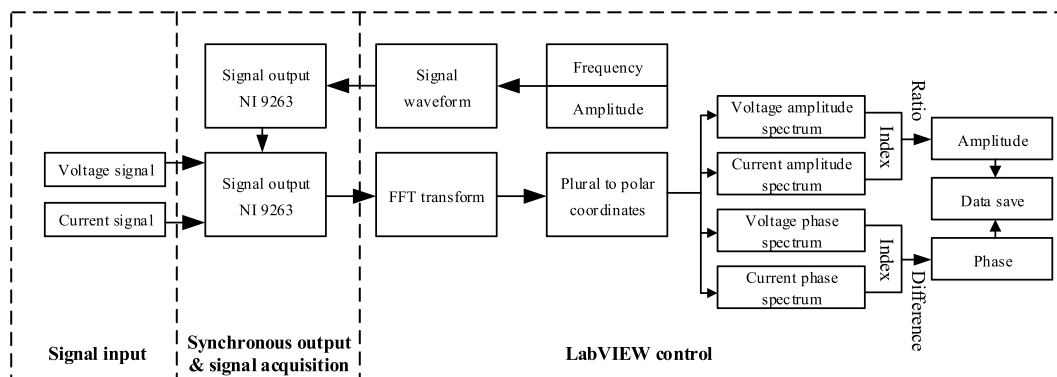 Signal output
NI 9263
Signal
waveform
Frequency
Amplitude
Voltage signal
Current signal
Signal output
NI 9263
FFT transform
Plural to polar
coordinates
Voltage amplitude
spectrum
Current amplitude
spectrum
Index
Ratio
Voltage phase
spectrum
Current phase
spectrum
Index
Difference
Amplitude
Data save
Phase
Signal input
Synchronous output
& signal acquisition
LabVIEW control